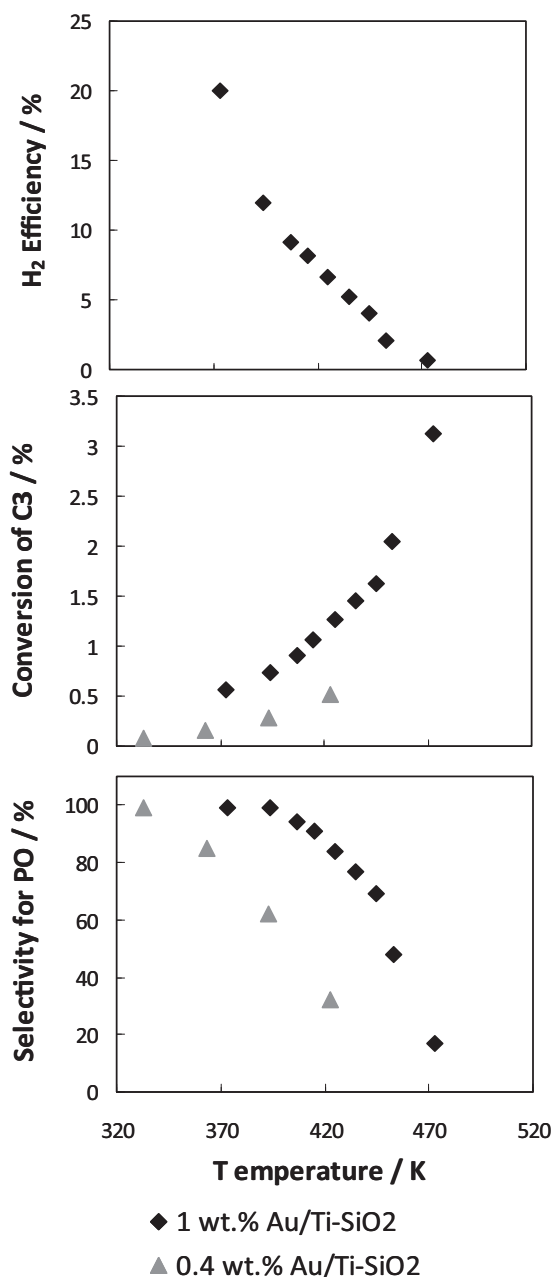 H2 Efficiency / %
25
20
15
10
5
0
Conversion of C3 / %
3.5
3
2.5
2
1.5
1
0.5
0
Selectivity for PO / %
100
80
60
40
20
0
320 370 420 470 520
T emperature / K
1 wt.% Au/Ti-SiO2
0.4 wt.% Au/Ti-SiO2